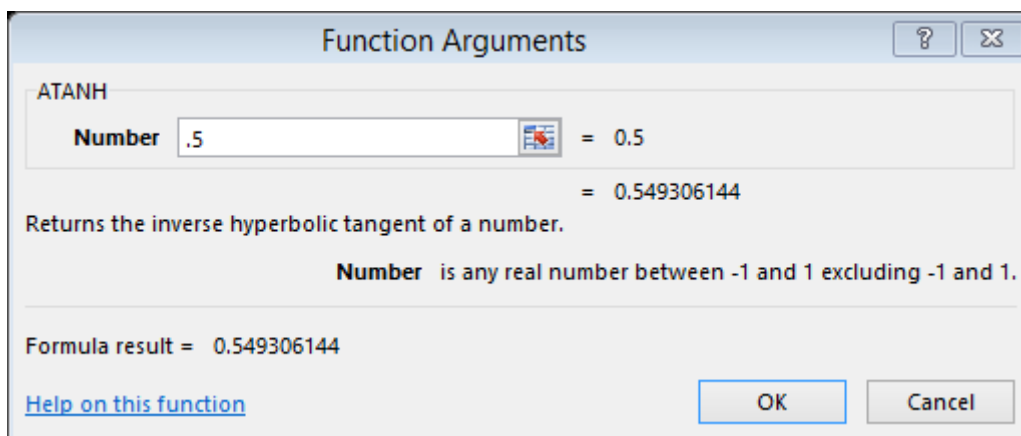 Function Arguments
ATANH
Number .5 = 0.5
= 0.549306144
Returns the inverse hyperbolic tangent of a number.
Number is any real number between -1 and 1 excluding -1 and 1.
Formula result = 0.549306144
Help on this function OK Cancel